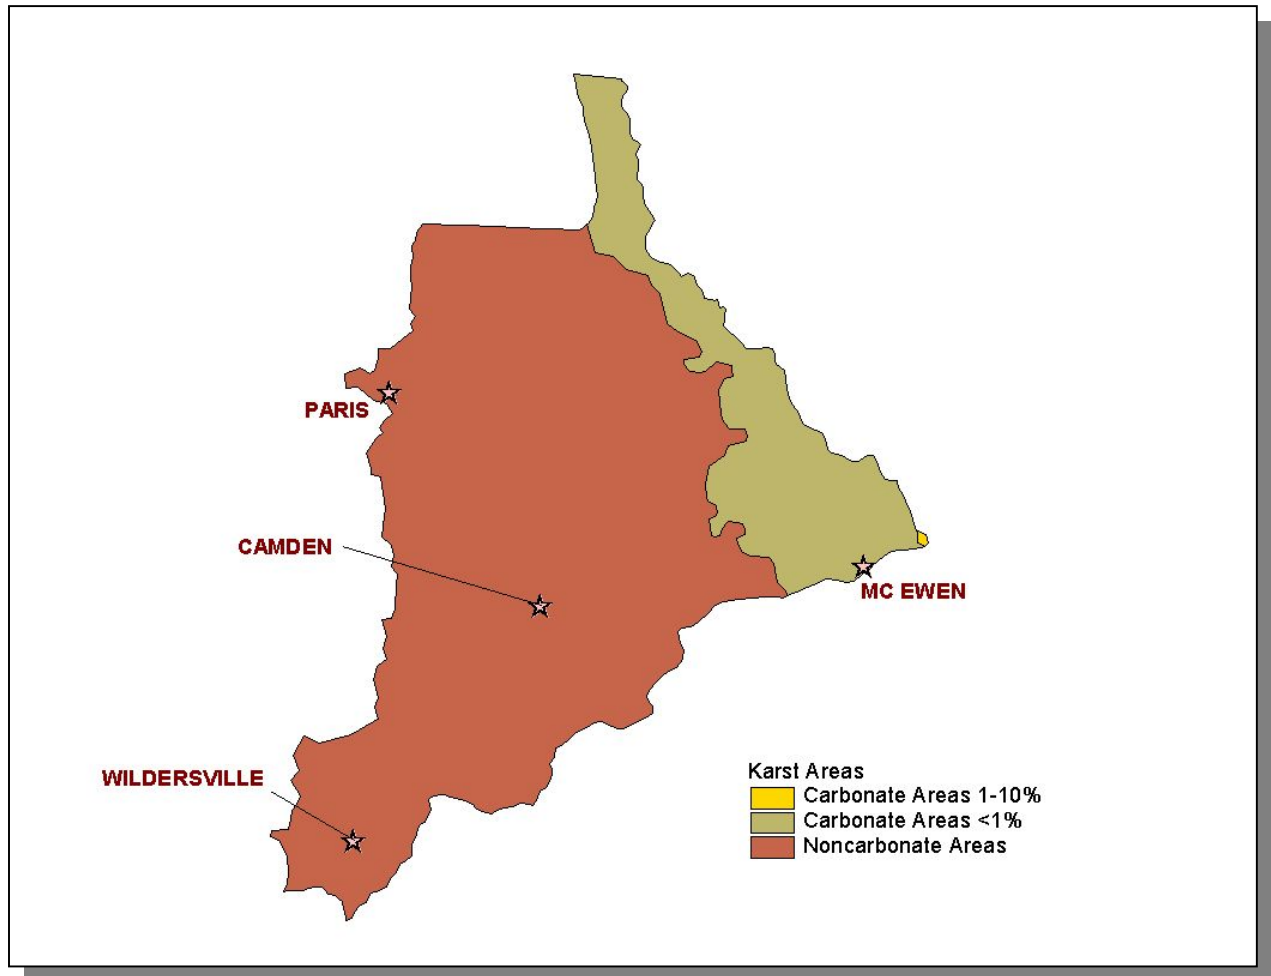 PARIS
CAMDEN
MC EWEN
WILDERSVILLE
Karst Areas
Carbonate Areas 1-10%
Carbonate Areas <1%
Noncarbonate Areas